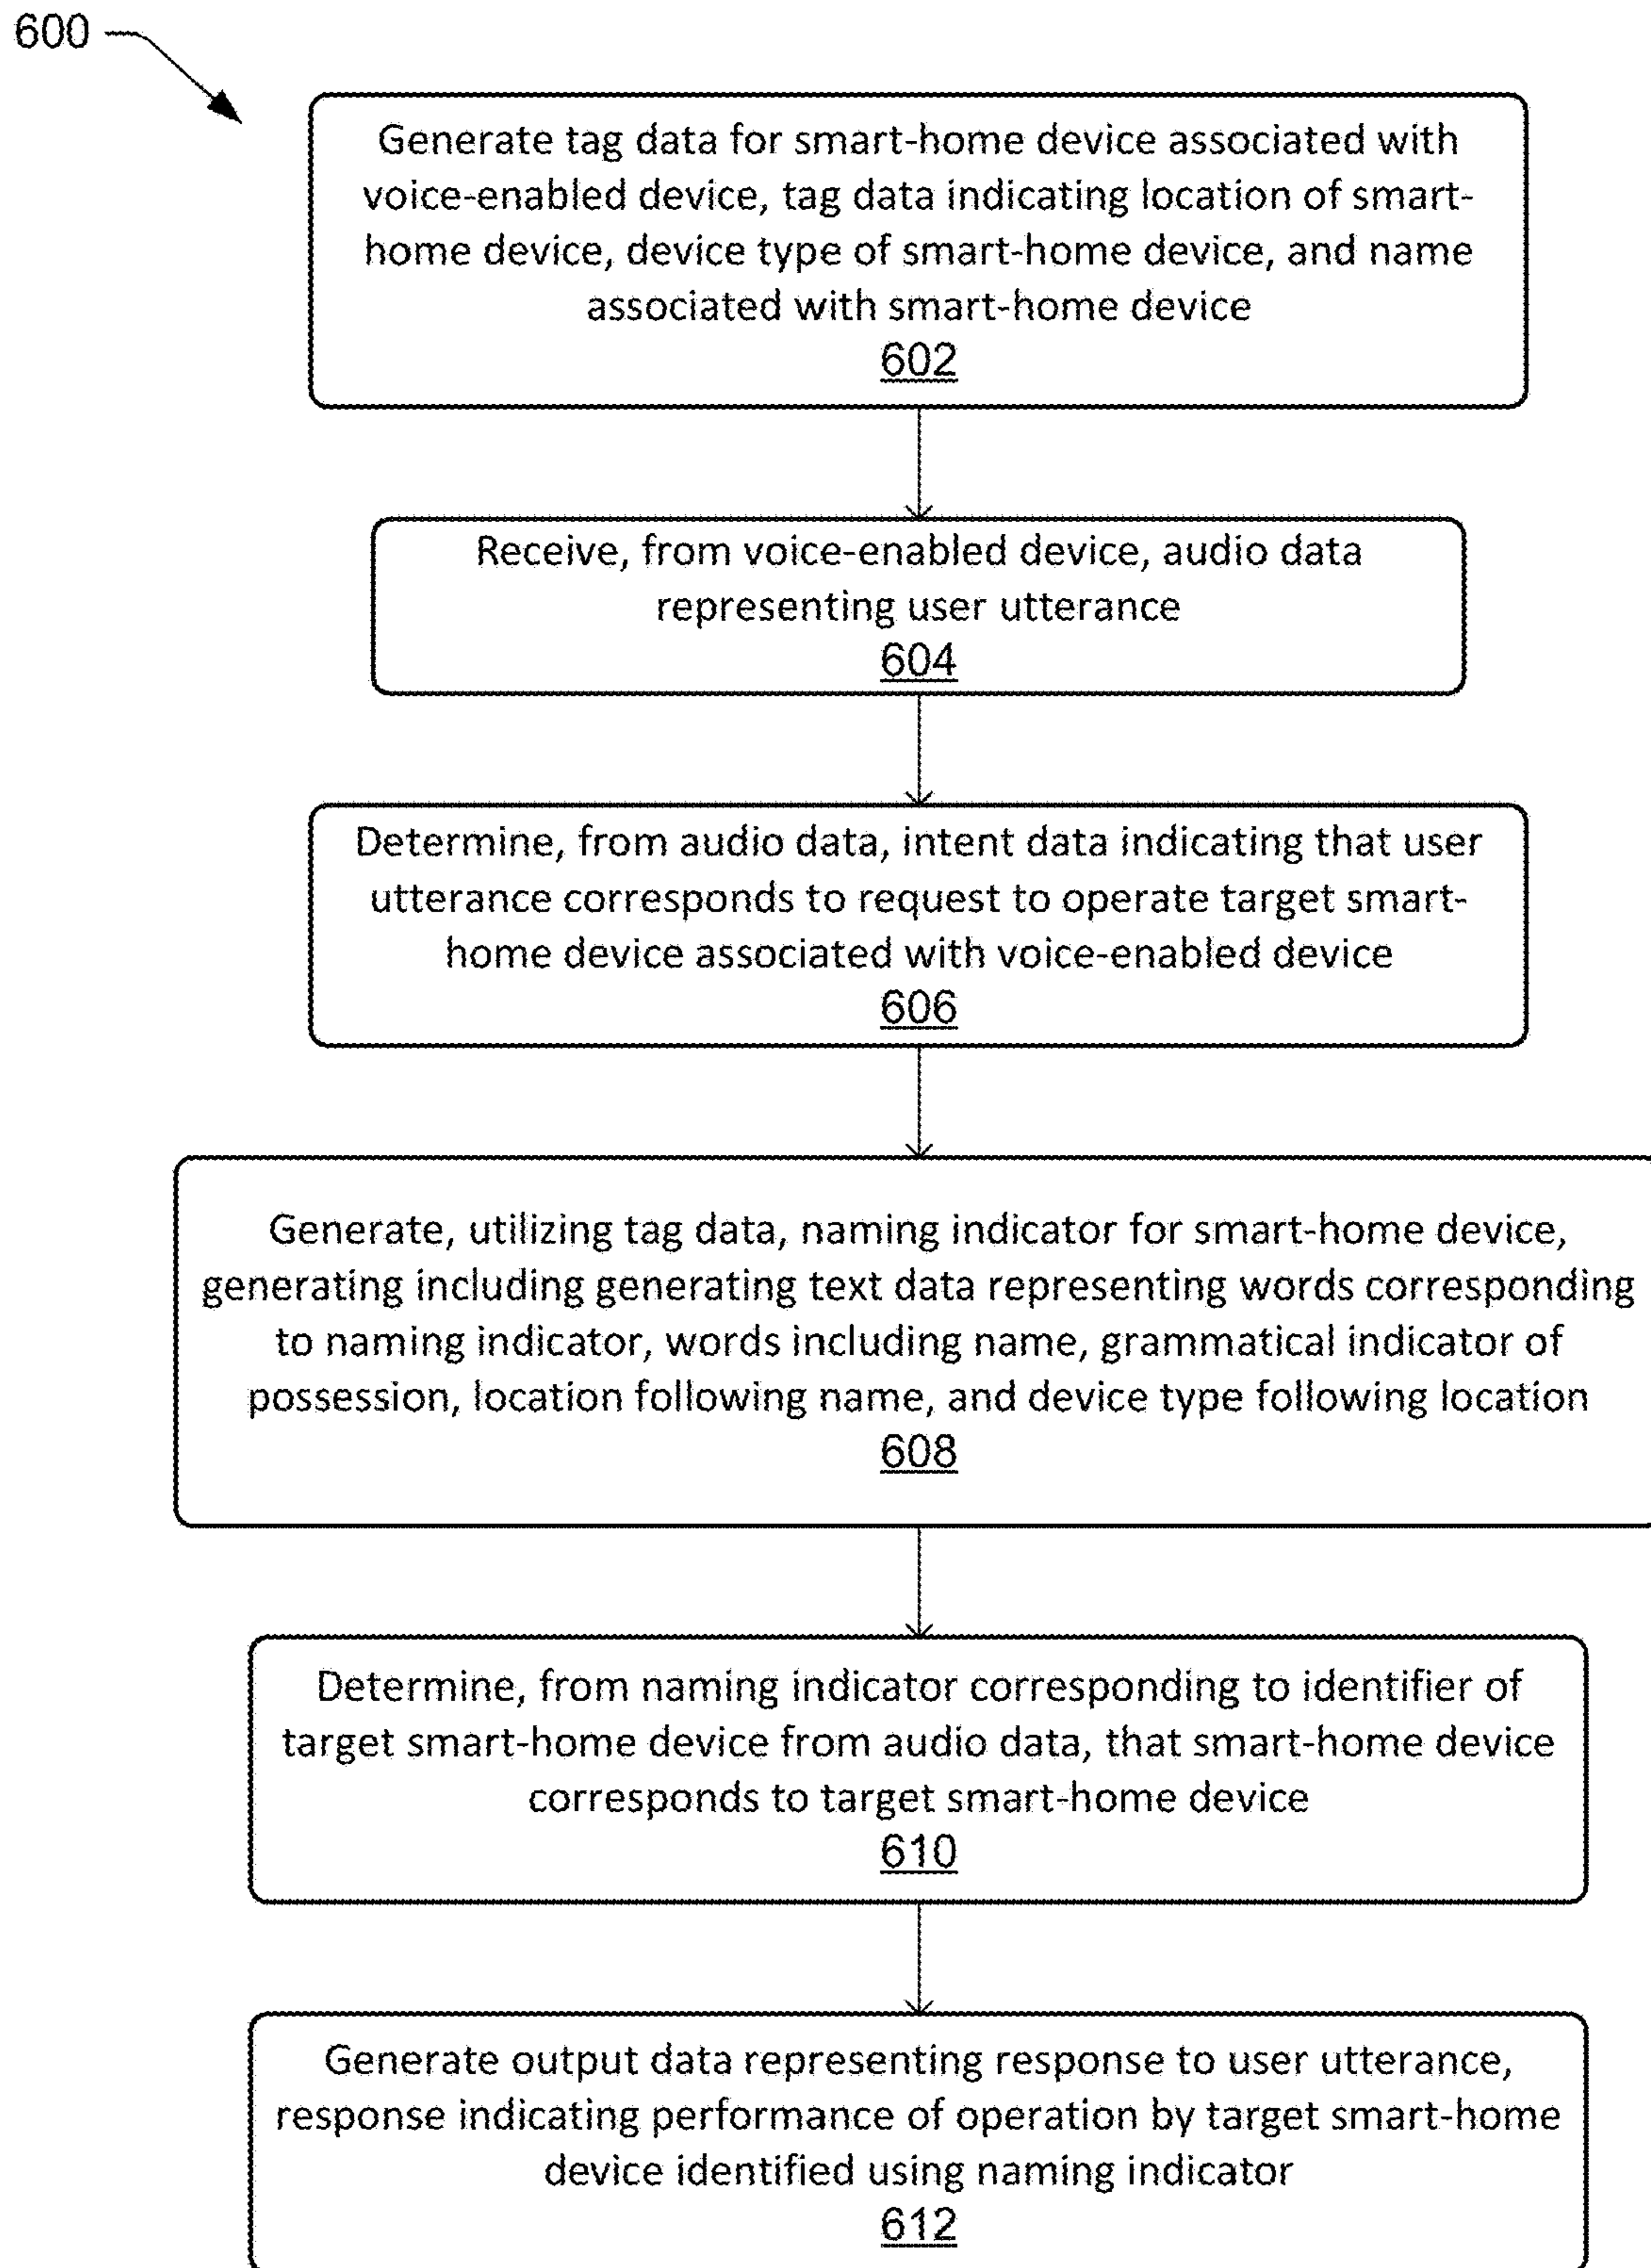 600
Generate tag data for smart-home device associated with
voice-enabled device, tag data indicating location of smart-
home device, device type of smart-home device, and name
associated with smart-home device
602
Receive, from voice-enabled device, audio data
representing user utterance
604
Determine, from audio data, intent data indicating that user
utterance corresponds to request to operate target smart-
home device associated with voice-enabled device
606
Generate, utilizing tag data, naming indicator for smart-home device,
generating including generating text data representing words corresponding
to naming indicator, words including name, grammatical indicator of
possession, location following name, and device type following location
608
Determine, from naming indicator corresponding to identifier of
target smart-home device from audio data, that smart-home device
corresponds to target smart-home device
610
Generate output data representing response to user utterance,
response indicating performance of operation by target smart-home
device identified using naming indicator
612